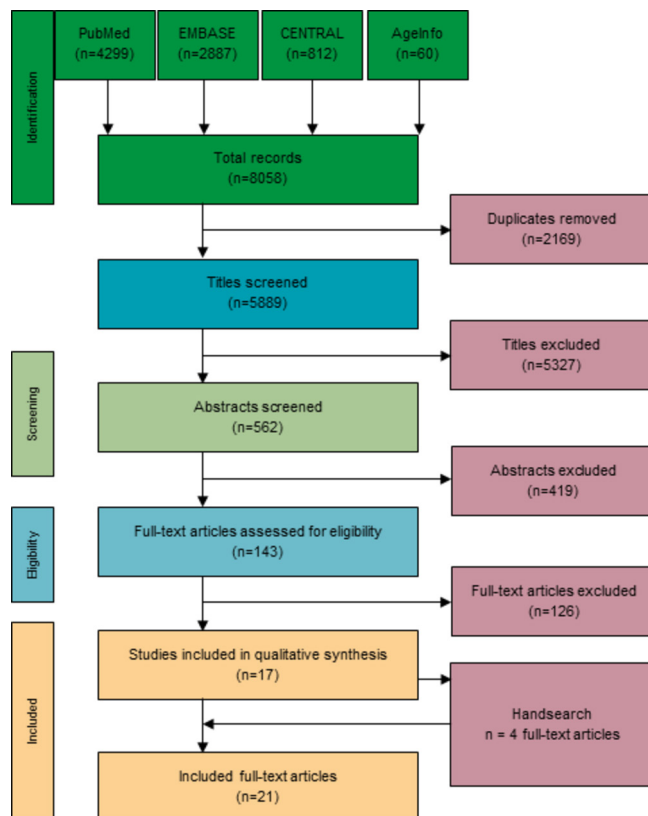 PubMed
(n=4299)
EMBASE
(n=2887)
CENTRAL
(n=812)
AgeInfo
(n=60)
Identification
Total records
(n=8058)
Duplicates removed
(n=2169)
Titles screened
(n=5889)
Titles excluded
(n=5327)
Screening
Abstracts screened
(n=562)
Abstracts excluded
(n=419)
Eligibility
Full-text articles assessed for eligibility
(n=143)
Full-text articles excluded
(n=126)
Included
Studies included in qualitative synthesis
(n=17)
Handsearch
n = 4 full-text articles
Included full-text articles
(n=21)